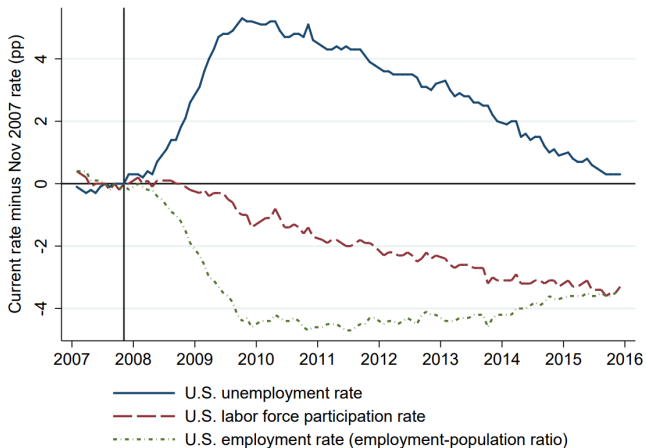 Current rate minus Nov 2007 rate (pp)
4
2
0
-2
-4
2007 2008 2009 2010 2011 2012 2013 2014 2015 2016
U.S. unemployment rate
U.S. labor force participation rate
U.S. employment rate (employment-population ratio)